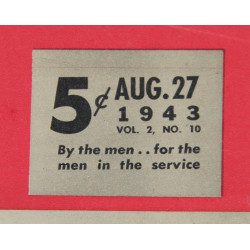 5¢ AUG. 27
1943
VOL. 2, NO. 10
By the men . . for the
men in the service